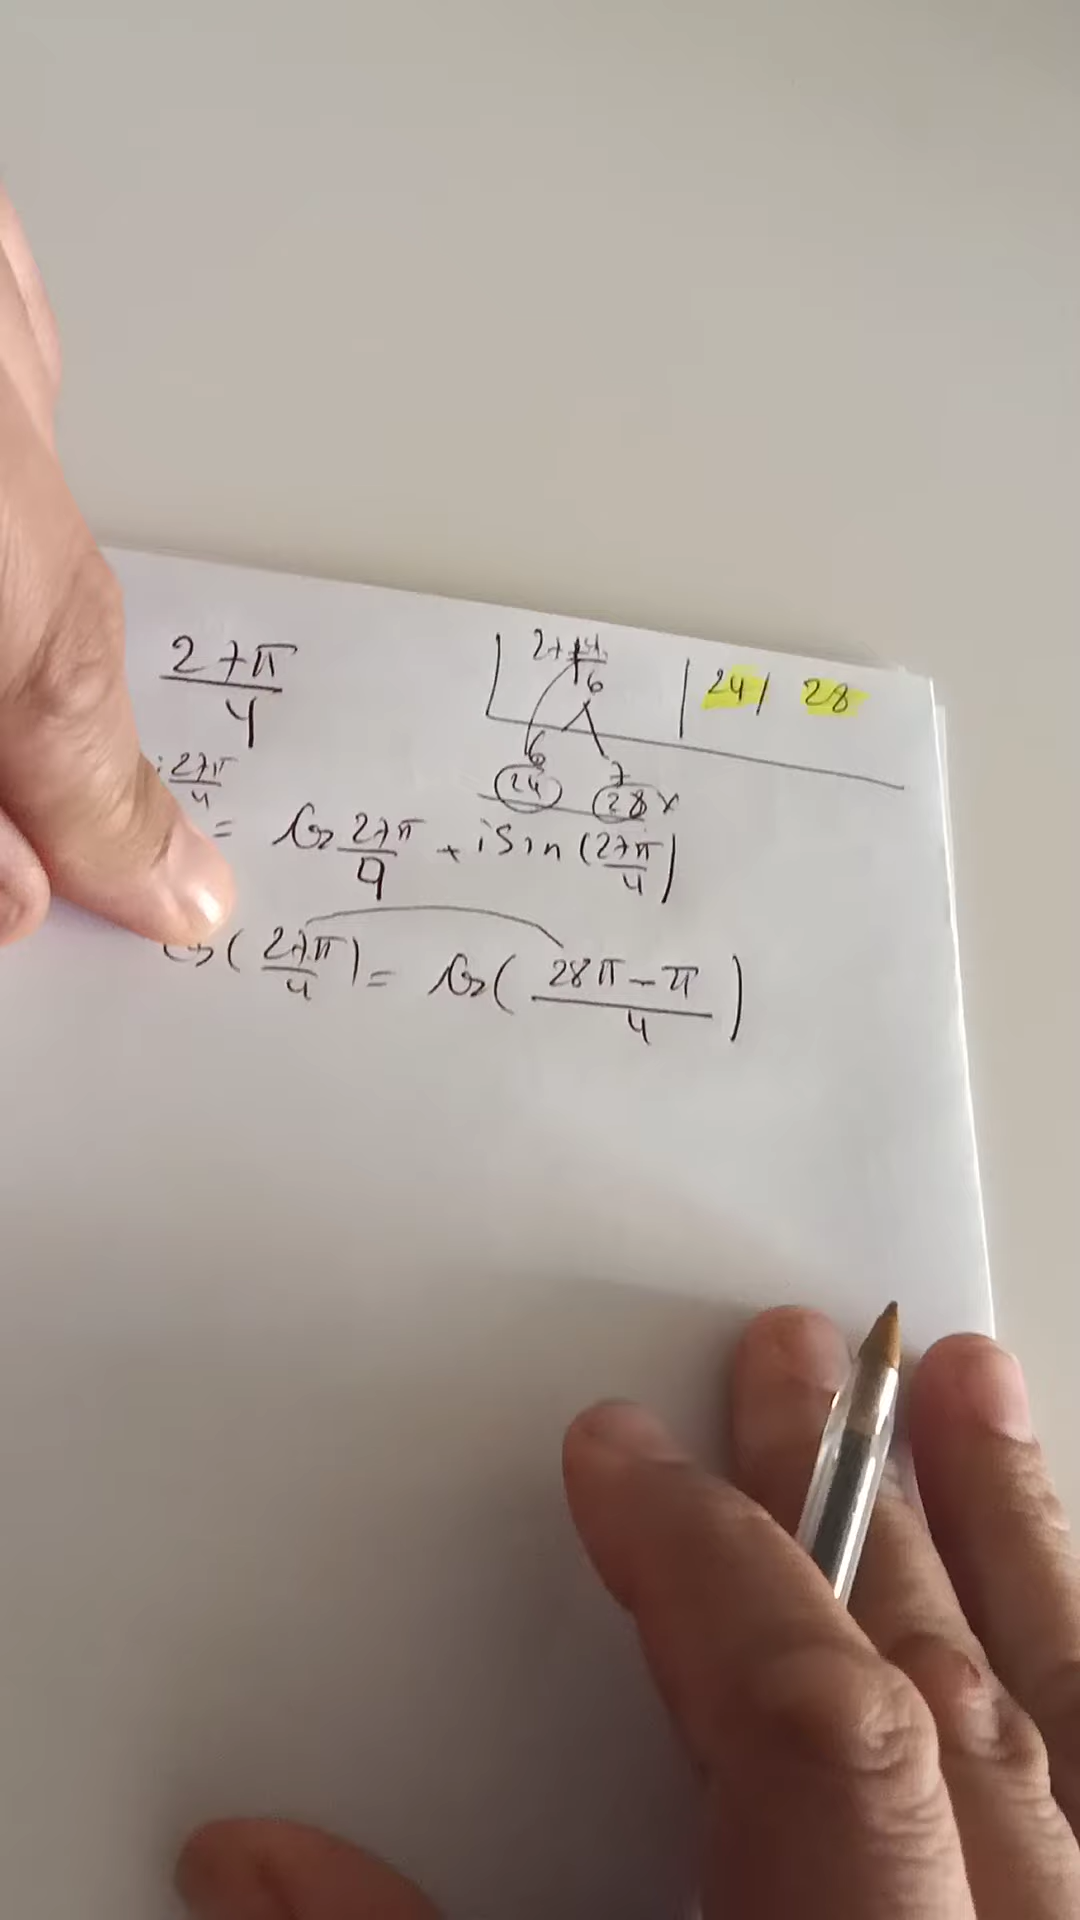 27π/4
27 | 4
6
6 7
24 28 x
| 24 | 28
i 27π/4
= cos 27π/4 + i Sin (27π/4)
cos (27π/4) = cos (28π - π / 4)